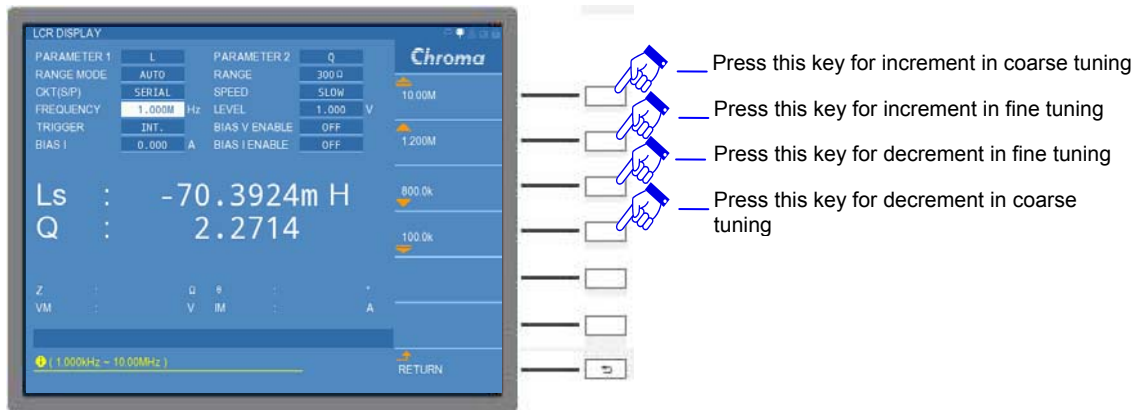 LCR DISPLAY
Chroma
PARAMETER 1 L PARAMETER 2 Q
RANGE MODE AUTO RANGE 300 Ω
CKT(S/P) SERIAL SPEED SLOW
FREQUENCY 1.000M Hz LEVEL 1.000 V
TRIGGER INT. BIAS V ENABLE OFF
BIAS I 0.000 A BIAS I ENABLE OFF
Ls : -70.3924m H
Q : 2.2714
Z : Ω θ : °
VM : V IM : A
( 1.000kHz ~ 10.00MHz )
10.00M
1.200M
800.0k
100.0k
RETURN
Press this key for increment in coarse tuning
Press this key for increment in fine tuning
Press this key for decrement in fine tuning
Press this key for decrement in coarse
tuning